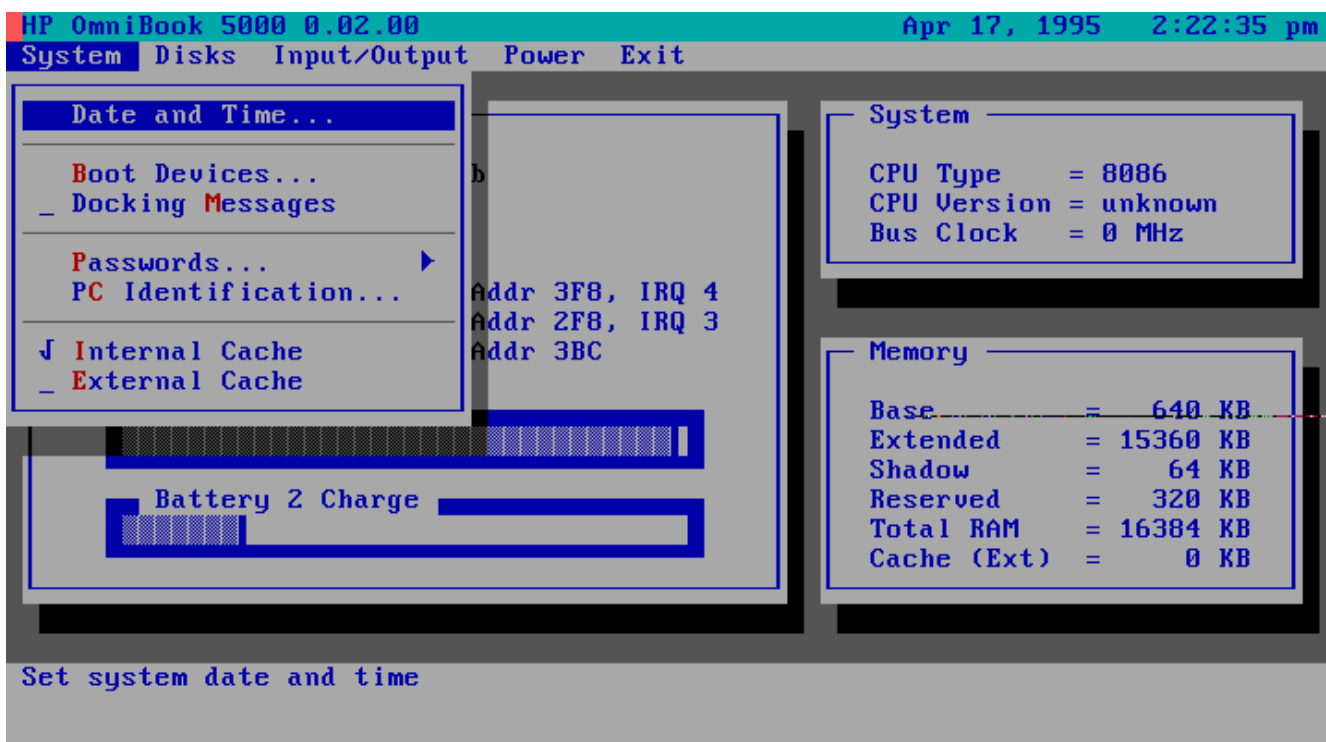 HP OmniBook 5000 0.02.00 Apr 17, 1995 2:22:35 pm
System Disks Input/Output Power Exit
Date and Time...
Boot Devices...
_ Docking Messages
Passwords... ▶
PC Identification...
√ Internal Cache
_ External Cache
b
Addr 3F8, IRQ 4
Addr 2F8, IRQ 3
Addr 3BC
Battery 2 Charge
System
CPU Type = 8086
CPU Version = unknown
Bus Clock = 0 MHz
Memory
Base = 640 KB
Extended = 15360 KB
Shadow = 64 KB
Reserved = 320 KB
Total RAM = 16384 KB
Cache (Ext) = 0 KB
Set system date and time